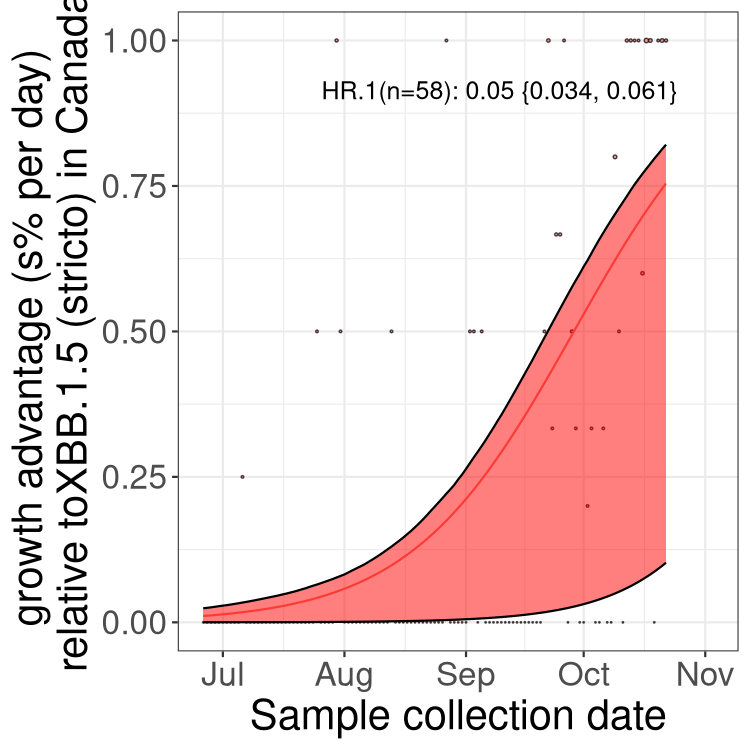 growth advantage (s% per day)
relative toXBB.1.5 (stricto) in Canada
1.00
0.75
0.50
0.25
0.00
HR.1(n=58): 0.05 {0.034, 0.061}
Jul Aug Sep Oct Nov
Sample collection date